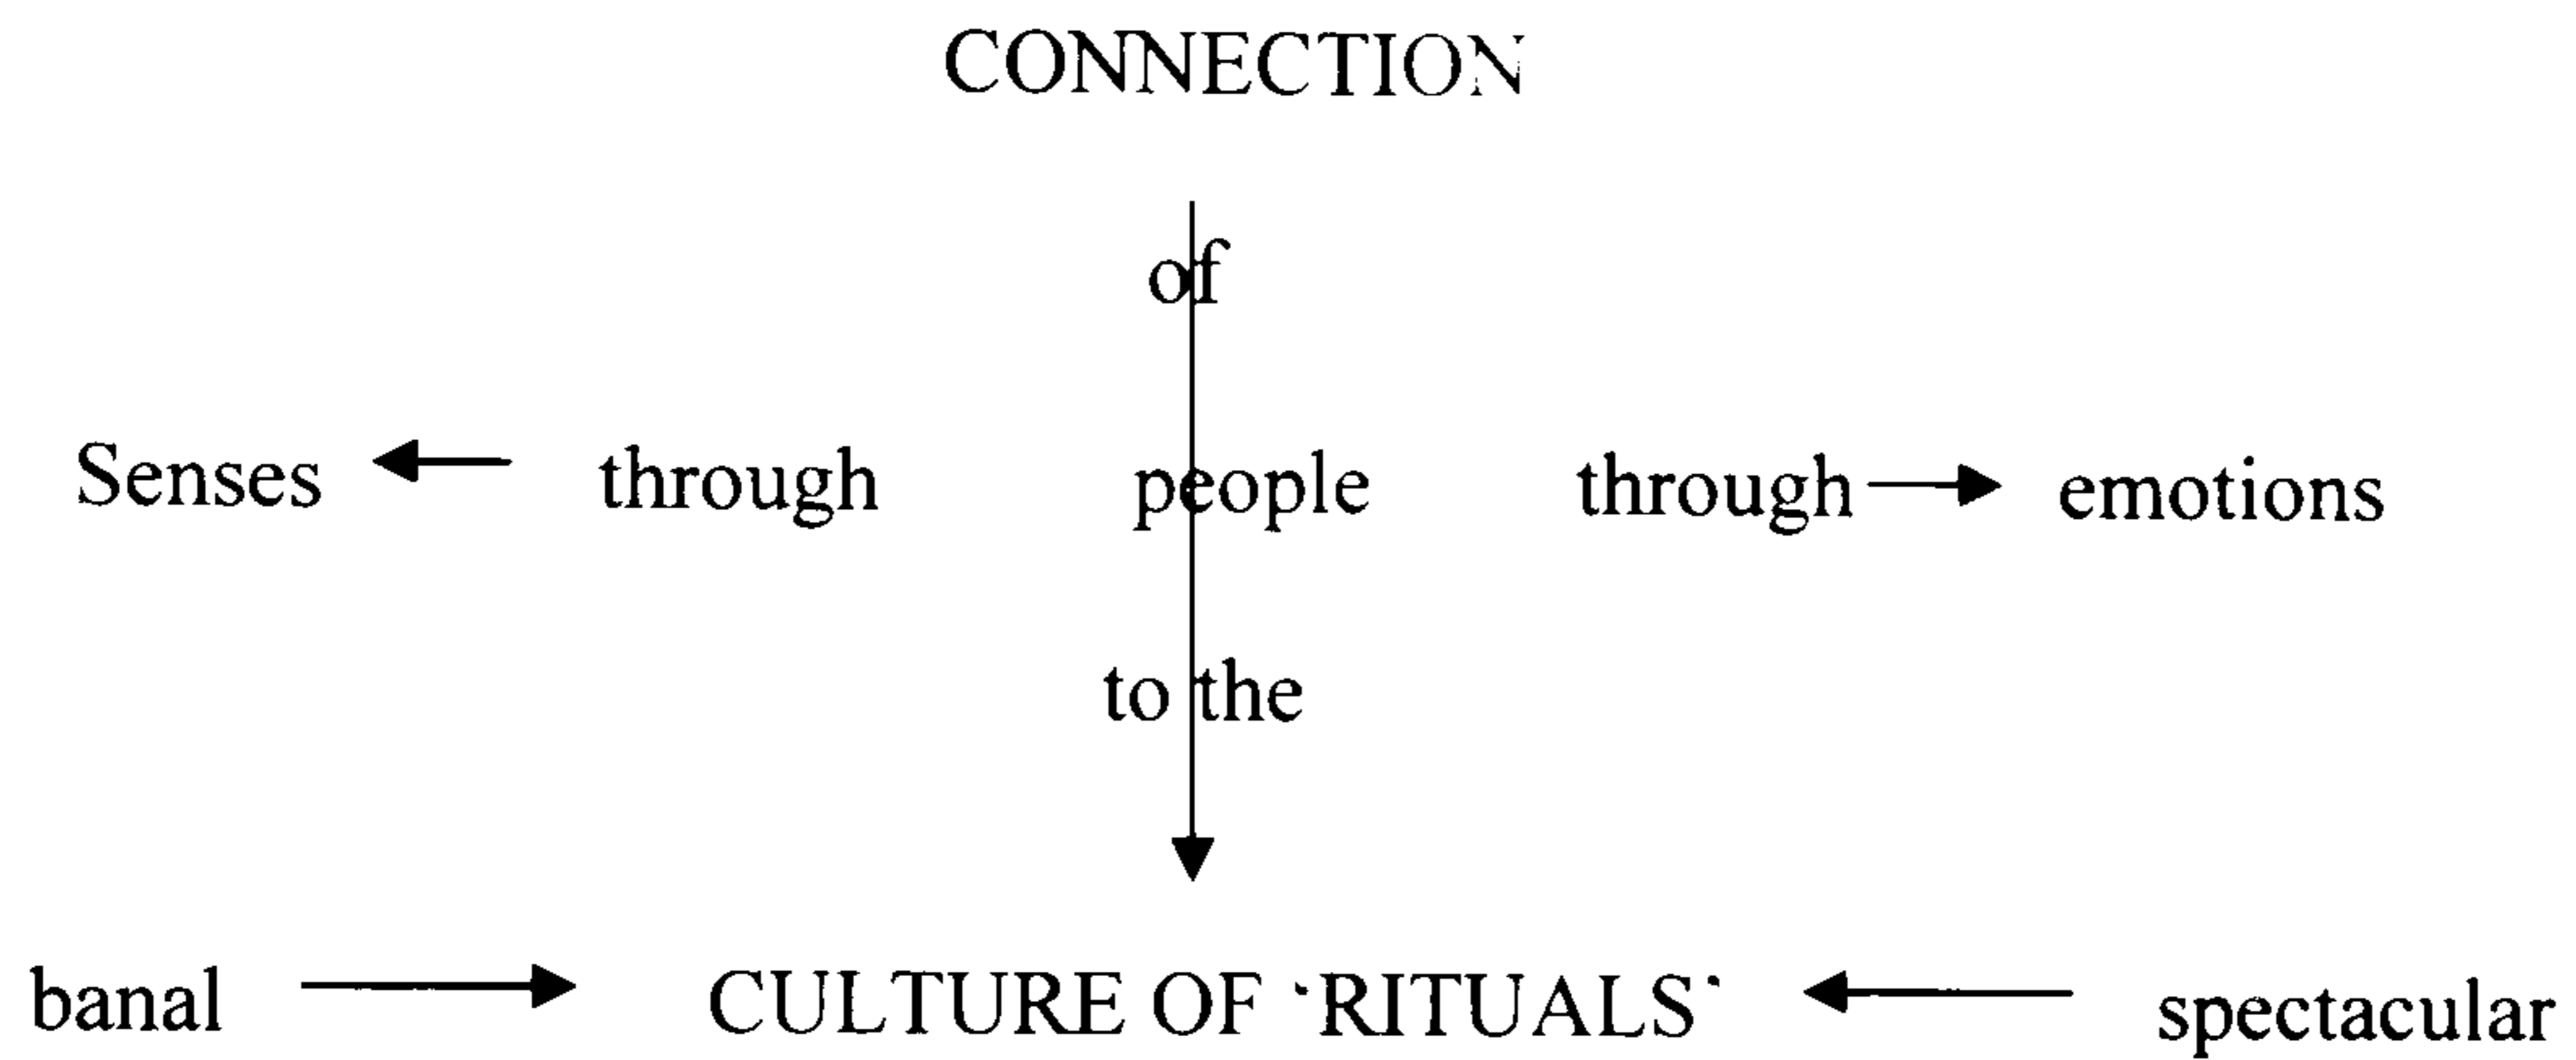 CONNECTION
of
Senses through people through emotions
to the
banal CULTURE OF ‘RITUALS’ spectacular